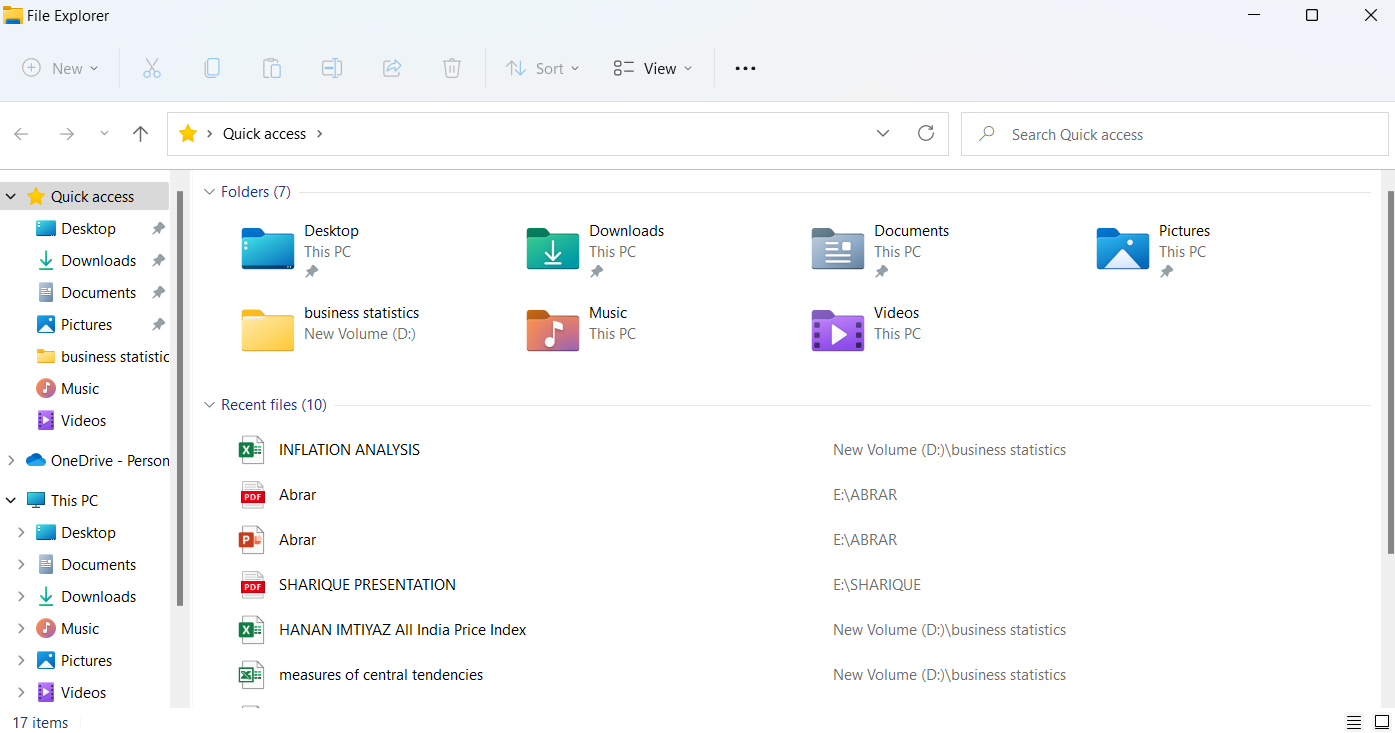 File Explorer
New
Sort
View
Quick access
Search Quick access
Quick access
Desktop
Downloads
Documents
Pictures
business statistic
Music
Videos
OneDrive - Person
This PC
Desktop
Documents
Downloads
Music
Pictures
Videos
Folders (7)
Desktop
This PC
Downloads
This PC
Documents
This PC
Pictures
This PC
business statistics
New Volume (D:)
Music
This PC
Videos
This PC
Recent files (10)
INFLATION ANALYSIS New Volume (D:)\business statistics
PDF Abrar E:\ABRAR
Abrar E:\ABRAR
PDF SHARIQUE PRESENTATION E:\SHARIQUE
HANAN IMTIYAZ All India Price Index New Volume (D:)\business statistics
measures of central tendencies New Volume (D:)\business statistics
17 items